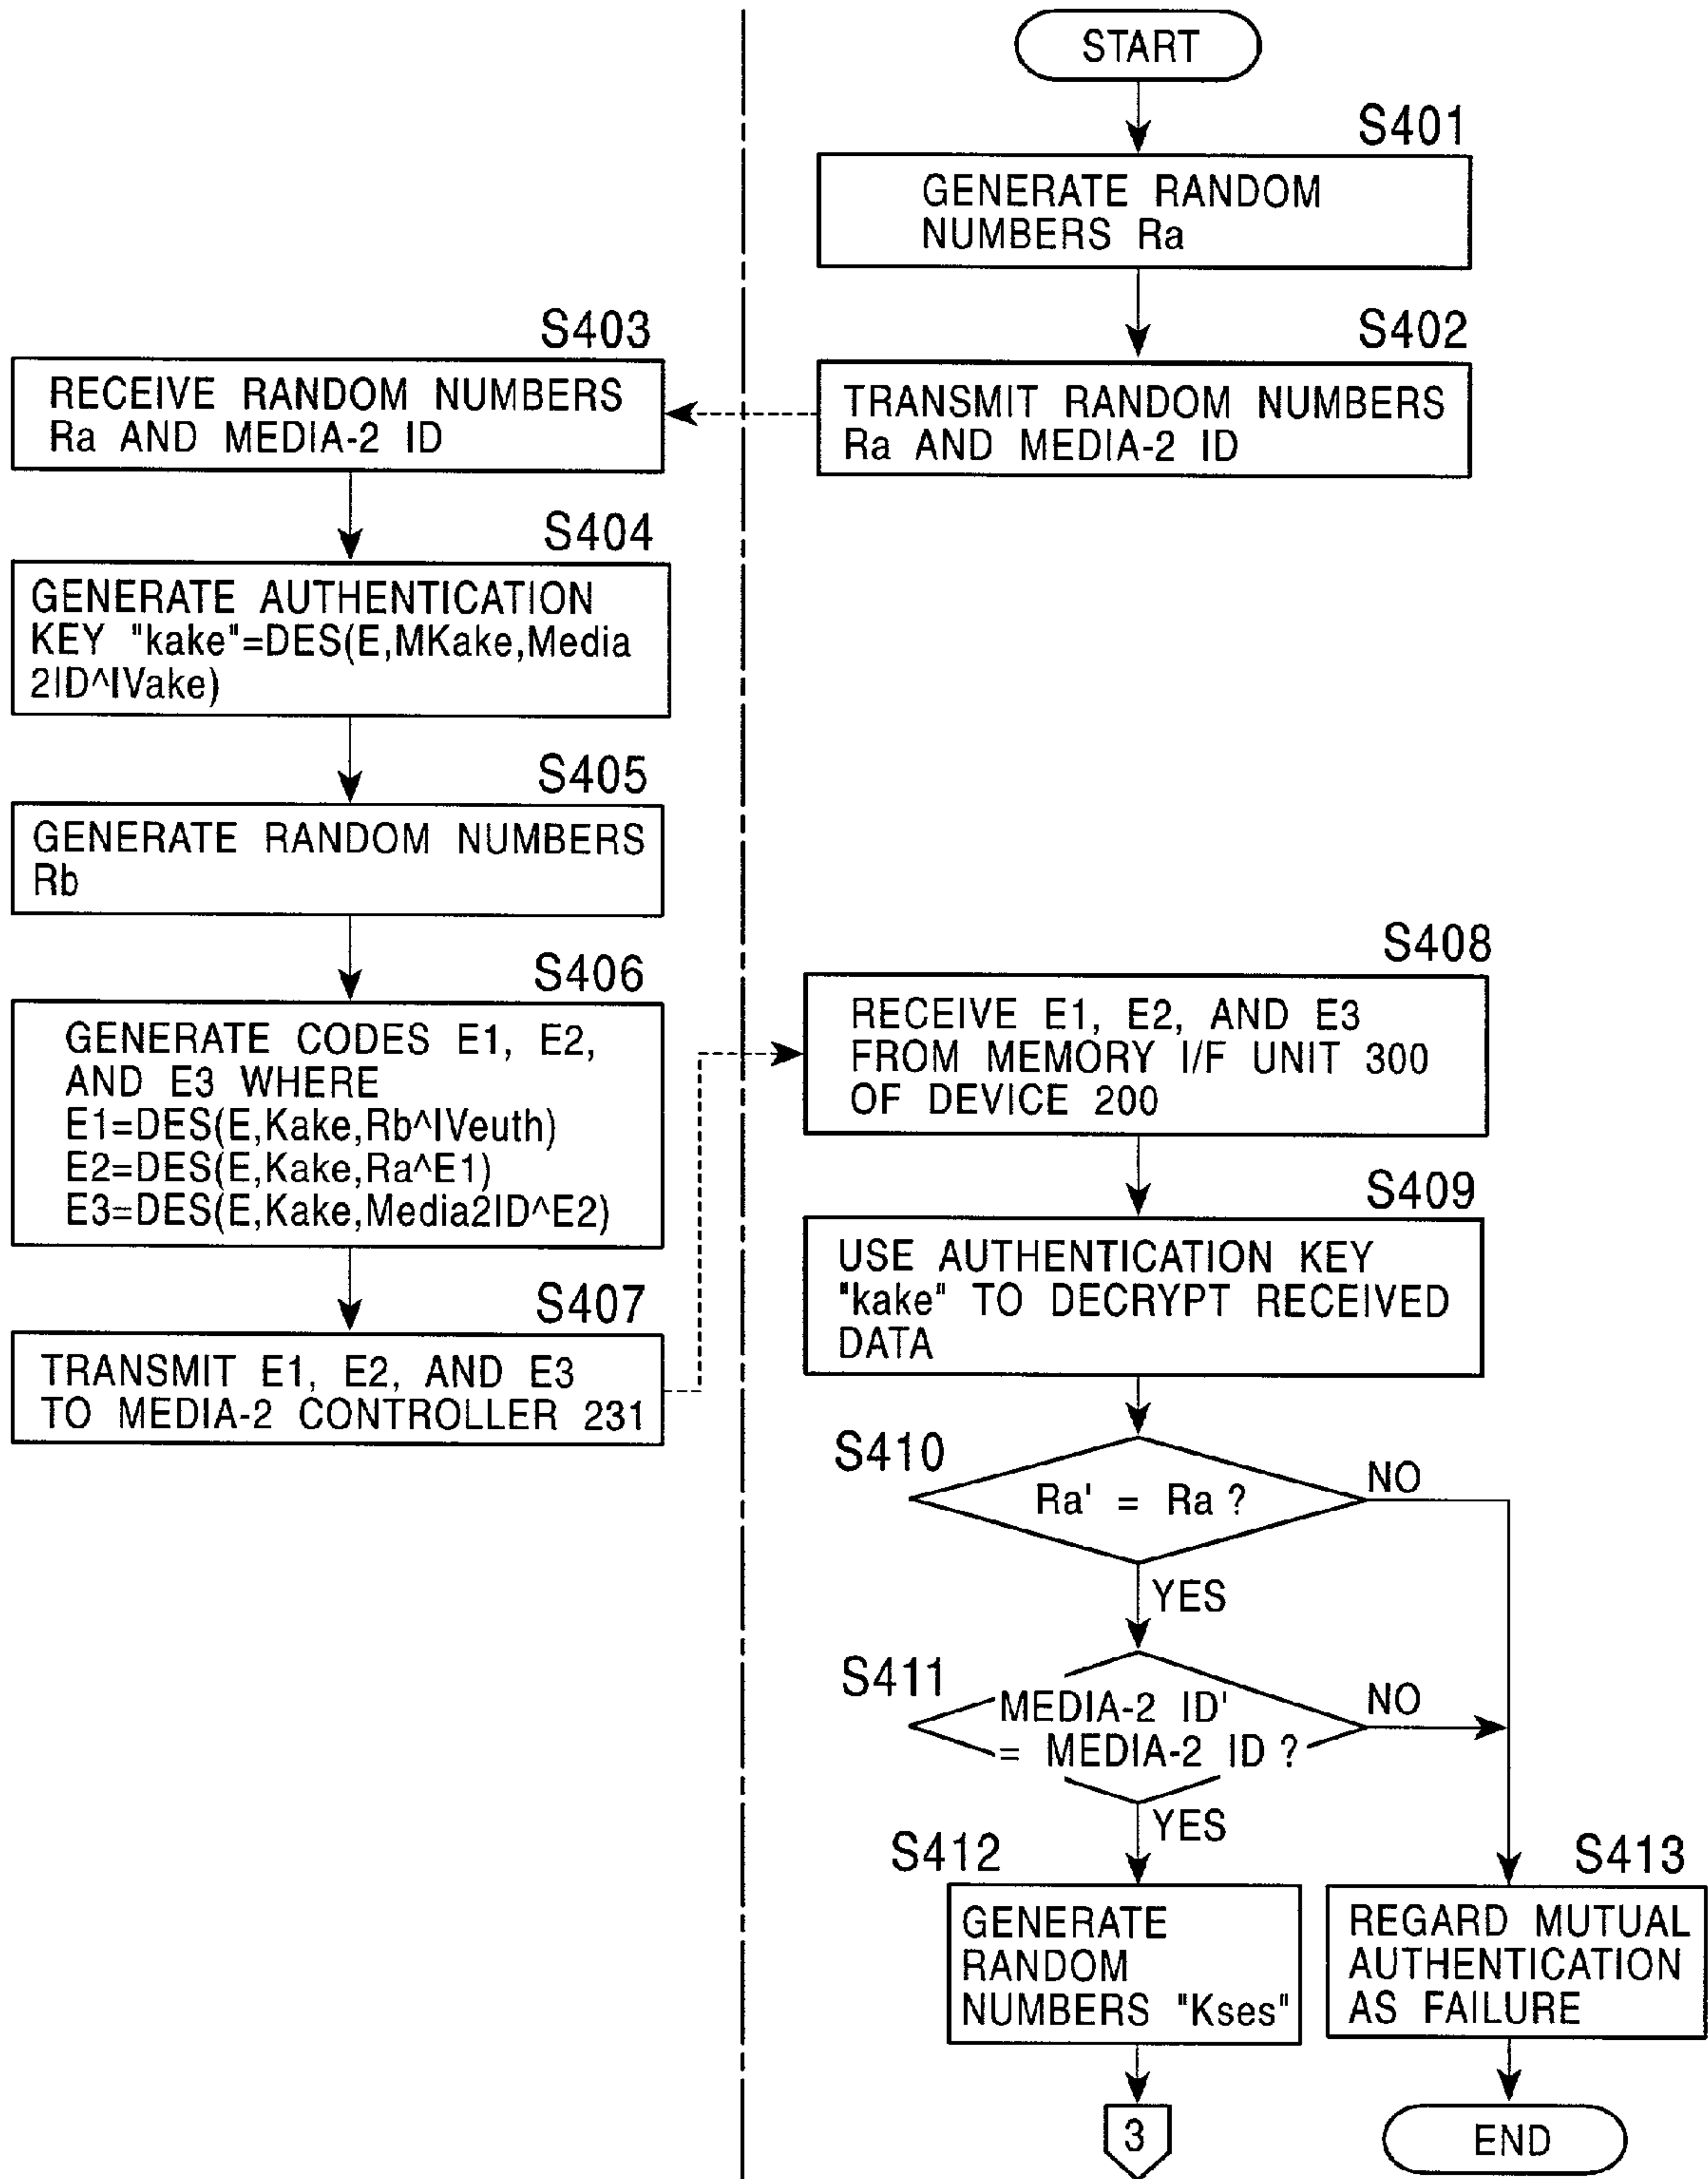 START
S401
GENERATE RANDOM
NUMBERS Ra
S402
TRANSMIT RANDOM NUMBERS
Ra AND MEDIA-2 ID
S403
RECEIVE RANDOM NUMBERS
Ra AND MEDIA-2 ID
S404
GENERATE AUTHENTICATION
KEY "kake"=DES(E,MKake,Media
2ID^IVake)
S405
GENERATE RANDOM NUMBERS
Rb
S406
GENERATE CODES E1, E2,
AND E3 WHERE
E1=DES(E,Kake,Rb^IVeuth)
E2=DES(E,Kake,Ra^E1)
E3=DES(E,Kake,Media2ID^E2)
S407
TRANSMIT E1, E2, AND E3
TO MEDIA-2 CONTROLLER 231
S408
RECEIVE E1, E2, AND E3
FROM MEMORY I/F UNIT 300
OF DEVICE 200
S409
USE AUTHENTICATION KEY
"kake" TO DECRYPT RECEIVED
DATA
S410
Ra' = Ra ?
NO
YES
S411
MEDIA-2 ID'
= MEDIA-2 ID ?
NO
YES
S412
GENERATE
RANDOM
NUMBERS "Kses"
3
S413
REGARD MUTUAL
AUTHENTICATION
AS FAILURE
END